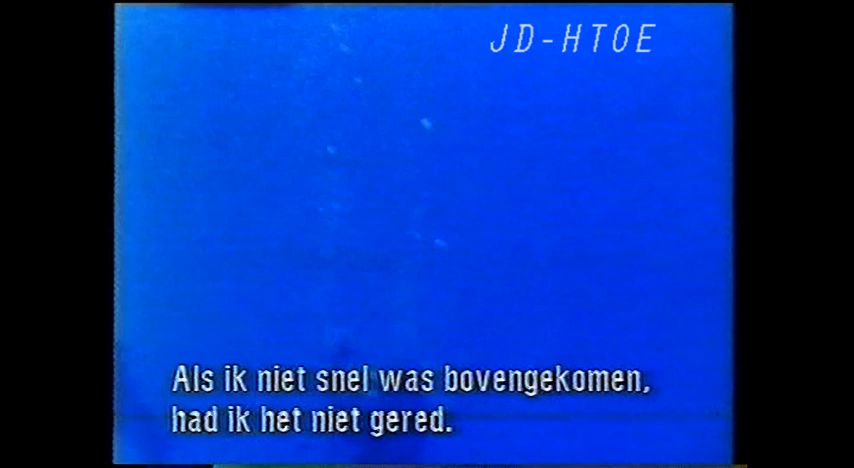 JD-HTOE
Als ik niet snel was bovengekomen,
had ik het niet gered.